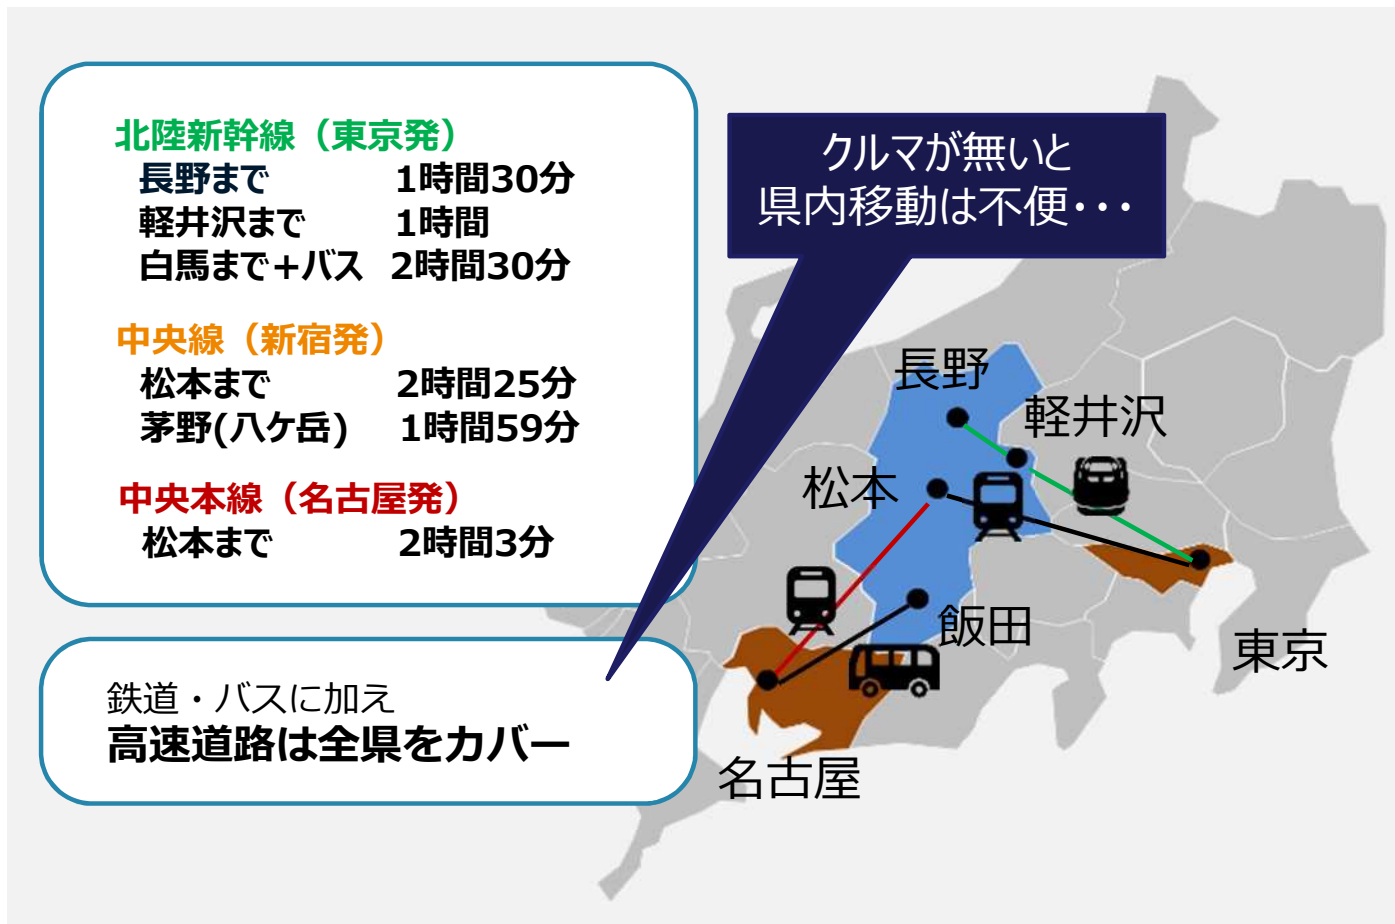 北陸新幹線（東京発）
長野まで 1時間30分
軽井沢まで 1時間
白馬まで+バス 2時間30分
中央線（新宿発）
松本まで 2時間25分
茅野(八ケ岳) 1時間59分
中央本線（名古屋発）
松本まで 2時間3分
鉄道・バスに加え
高速道路は全県をカバー
クルマが無いと
県内移動は不便・・・
長野
軽井沢
松本
飯田
東京
名古屋